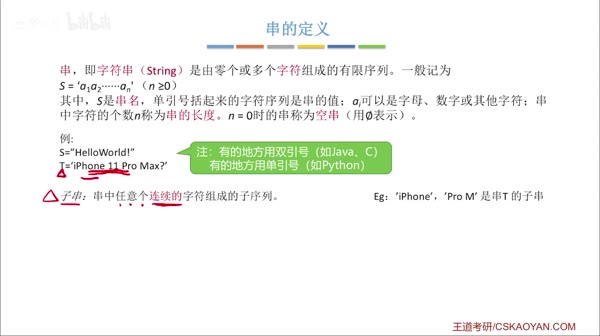 bilibili
串的定义
串，即字符串（String）是由零个或多个字符组成的有限序列。一般记为
S = ‘a1a2······an' （n ≥0）
其中，S是串名，单引号括起来的字符序列是串的值；ai可以是字母、数字或其他字符；串
中字符的个数n称为串的长度。n = 0时的串称为空串（用∅表示）。
例:
S="HelloWorld!"
T=‘iPhone 11 Pro Max?’
注：有的地方用双引号（如Java、C）
有的地方用单引号（如Python）
子串：串中任意个连续的字符组成的子序列。
Eg：’iPhone’，’Pro M’ 是串T 的子串
王道考研/CSKAOYAN.COM